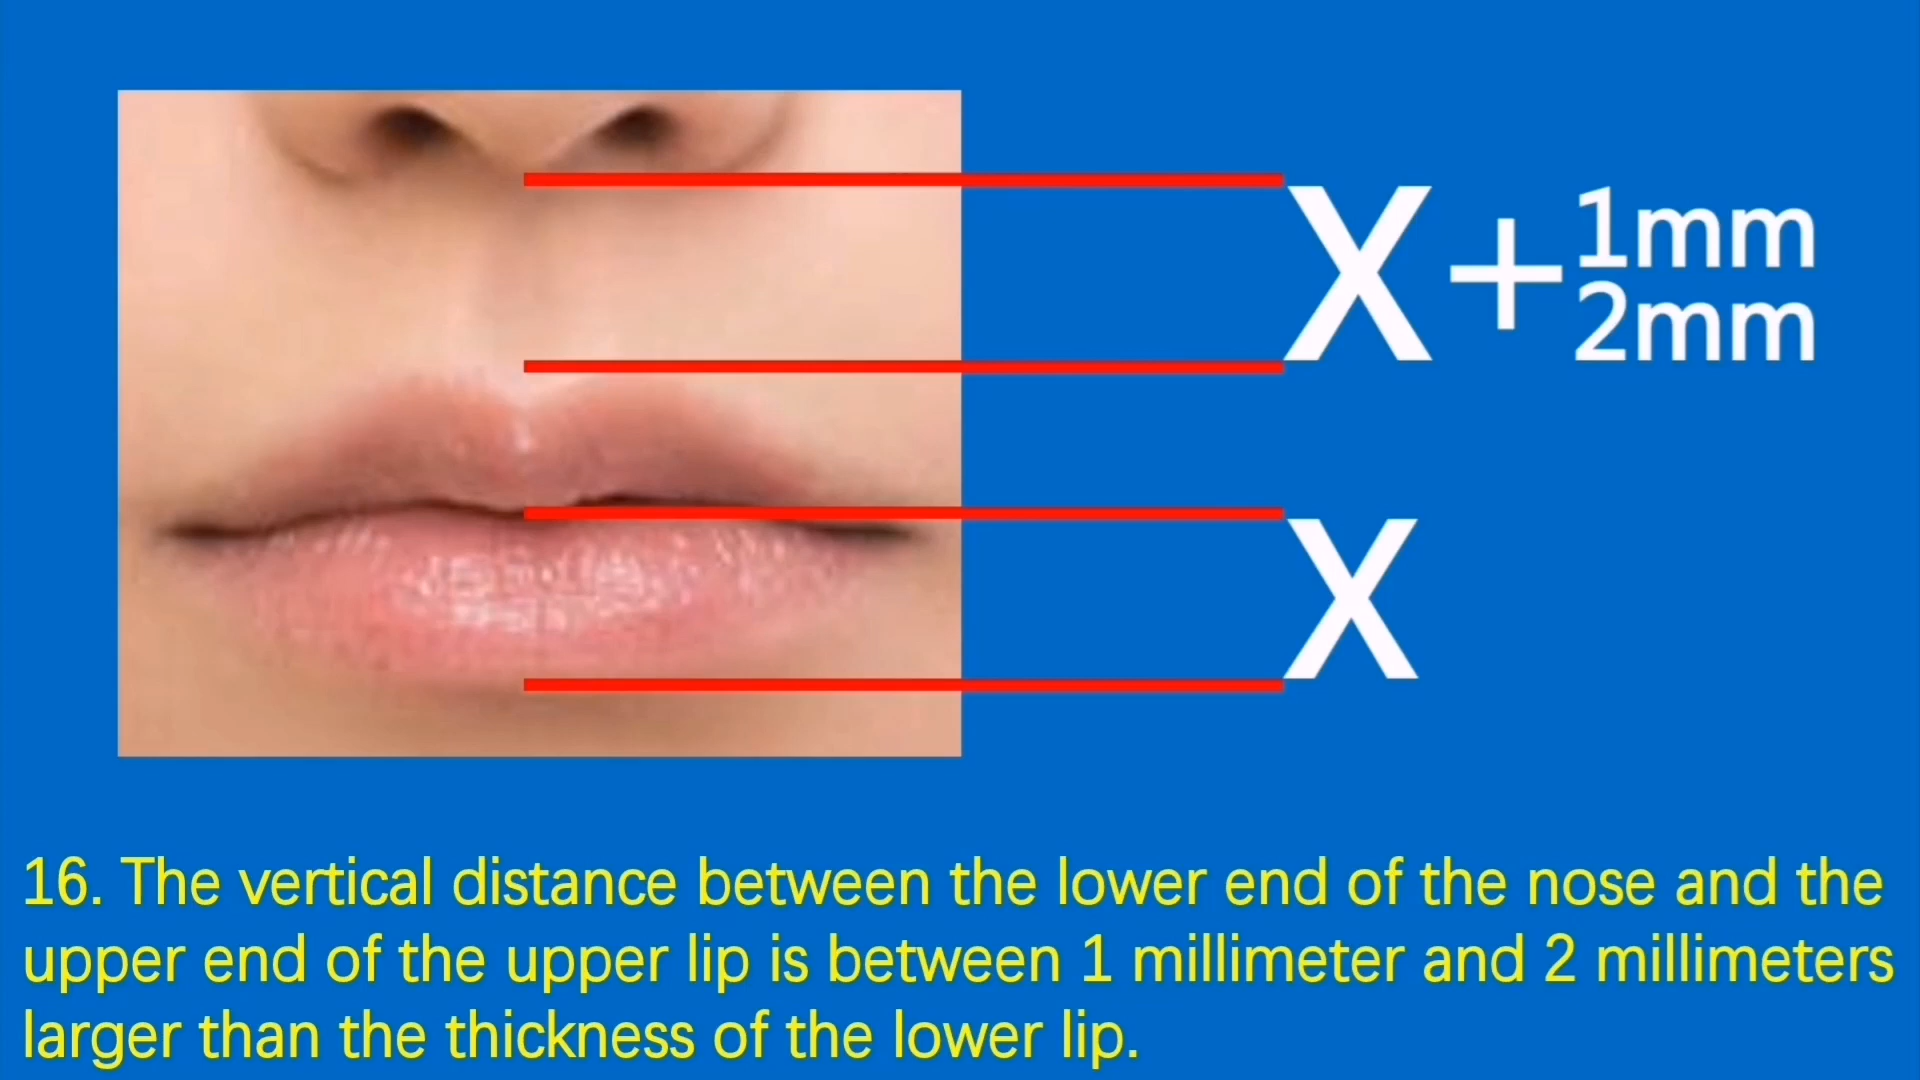 X+1mm
2mm
X
16. The vertical distance between the lower end of the nose and the
upper end of the upper lip is between 1 millimeter and 2 millimeters
larger than the thickness of the lower lip.